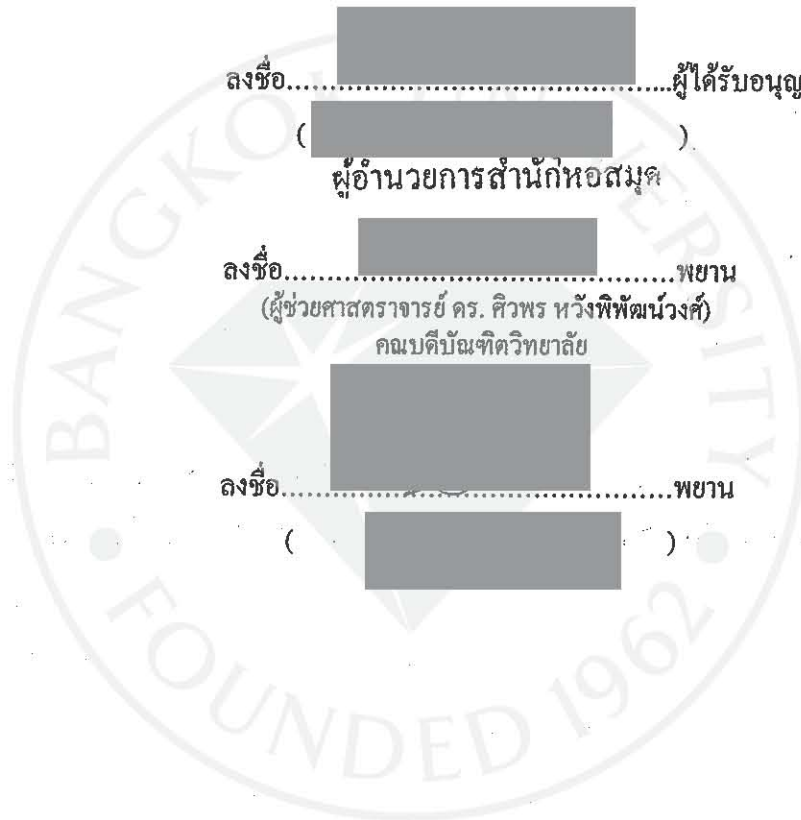 ลงชื่อ.......................................................ผู้ได้รับอนุญ
( )
ผู้อำนวยการสำนักหอสมุด
ลงชื่อ.......................................................พยาน
(ผู้ช่วยศาสตราจารย์ ดร. ศิวพร หวังพิพัฒน์วงศ์)
คณบดีบัณฑิตวิทยาลัย
ลงชื่อ.......................................................พยาน
( )
BANGKOK UNIVERSITY
FOUNDED 1962